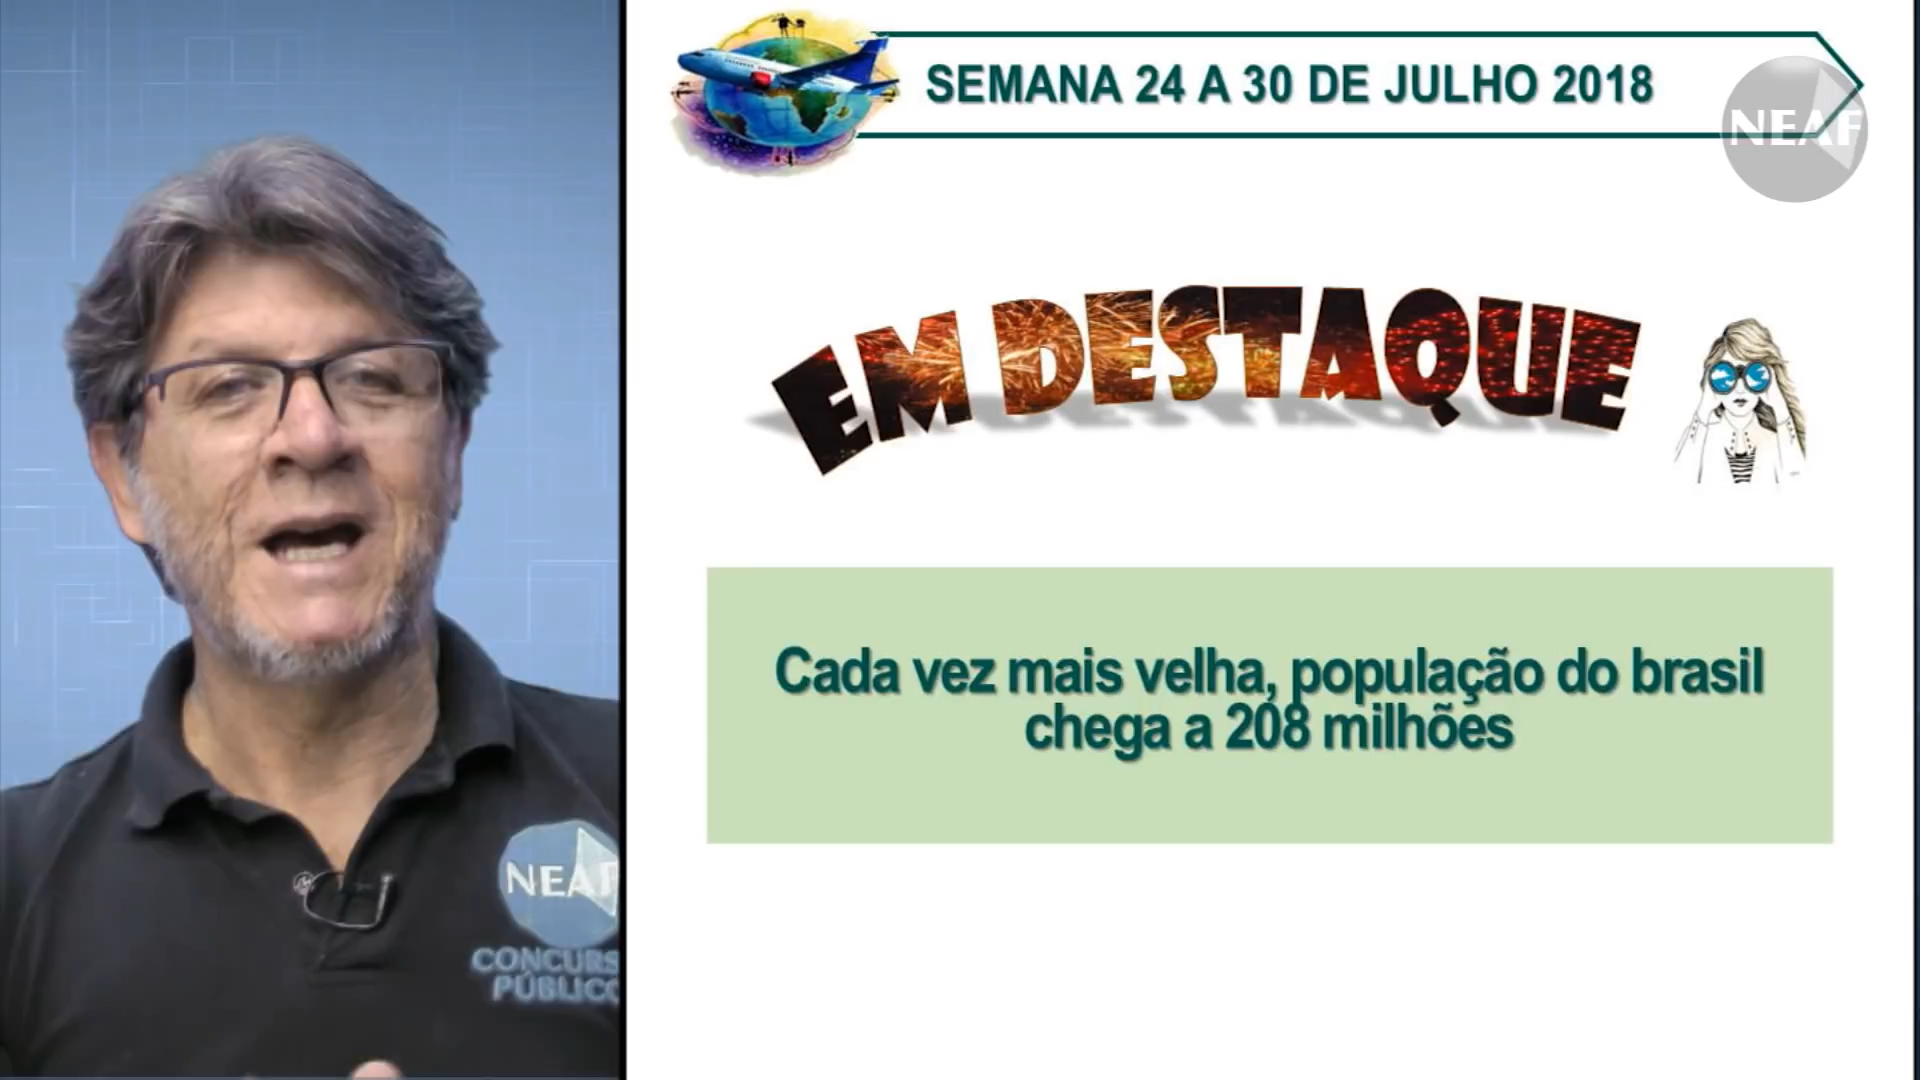 SEMANA 24 A 30 DE JULHO 2018
NEAF
EM DESTAQUE
Cada vez mais velha, população do brasil
chega a 208 milhões
NEAF
CONCURS
PÚBLICO